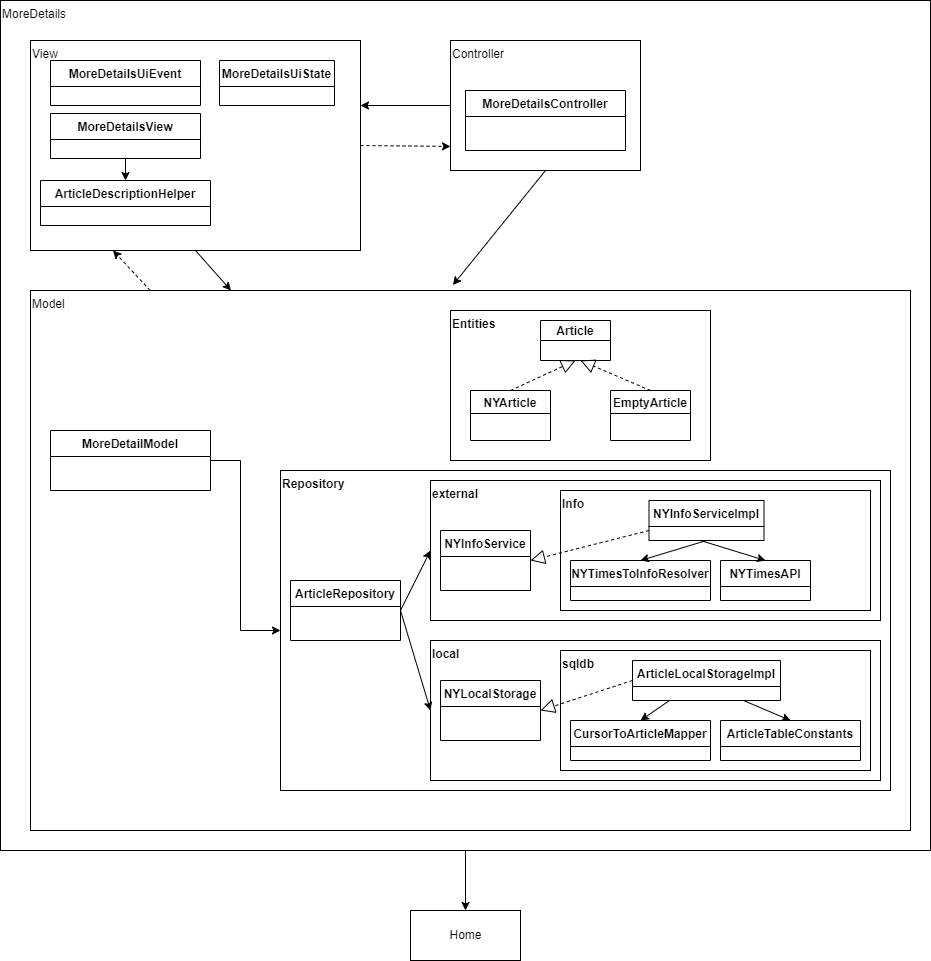 MoreDetails
View
MoreDetailsUiEvent
MoreDetailsUiState
MoreDetailsView
ArticleDescriptionHelper
Controller
MoreDetailsController
Model
Entities
Article
NYArticle
EmptyArticle
MoreDetailModel
Repository
ArticleRepository
external
NYInfoService
Info
NYInfoServiceImpl
NYTimesToInfoResolver
NYTimesAPI
local
NYLocalStorage
sqldb
ArticleLocalStorageImpl
CursorToArticleMapper
ArticleTableConstants
Home